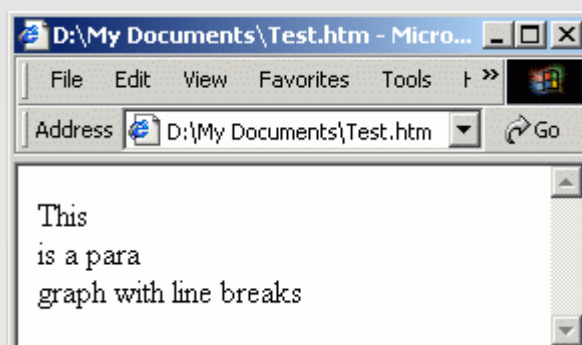 D:\My Documents\Test.htm - Micro...
File Edit View Favorites Tools »
Address D:\My Documents\Test.htm Go
This
is a para
graph with line breaks